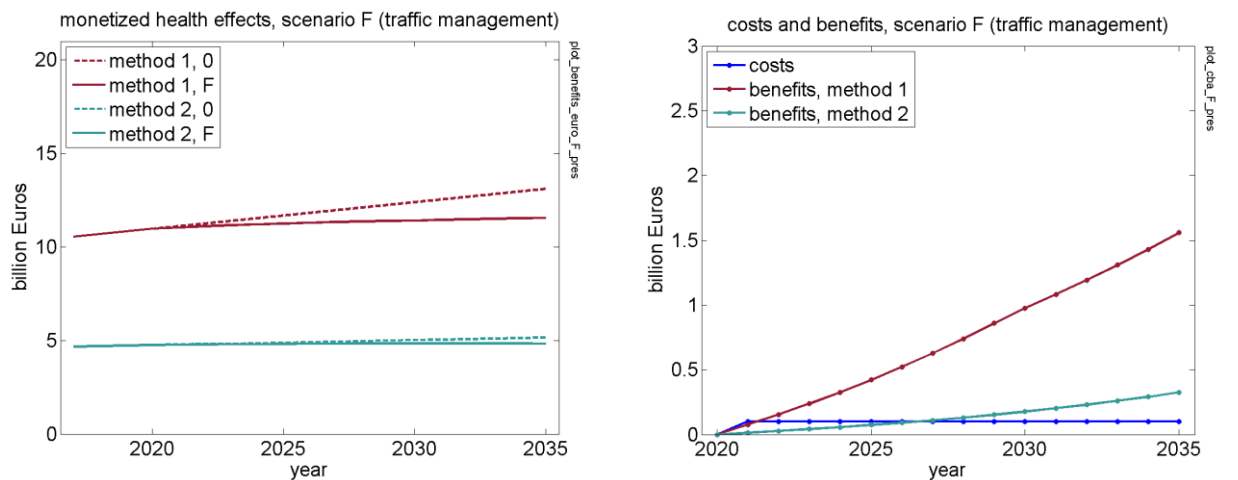 monetized health effects, scenario F (traffic management)
20
15
10
5
0
billion Euros
method 1, 0
method 1, F
method 2, 0
method 2, F
plot_benefits_euro_F_pres
2020
2025
2030
2035
year
costs and benefits, scenario F (traffic management)
3
2.5
2
1.5
1
0.5
0
billion Euros
costs
benefits, method 1
benefits, method 2
plot_cba_F_pres
2020
2025
2030
2035
year